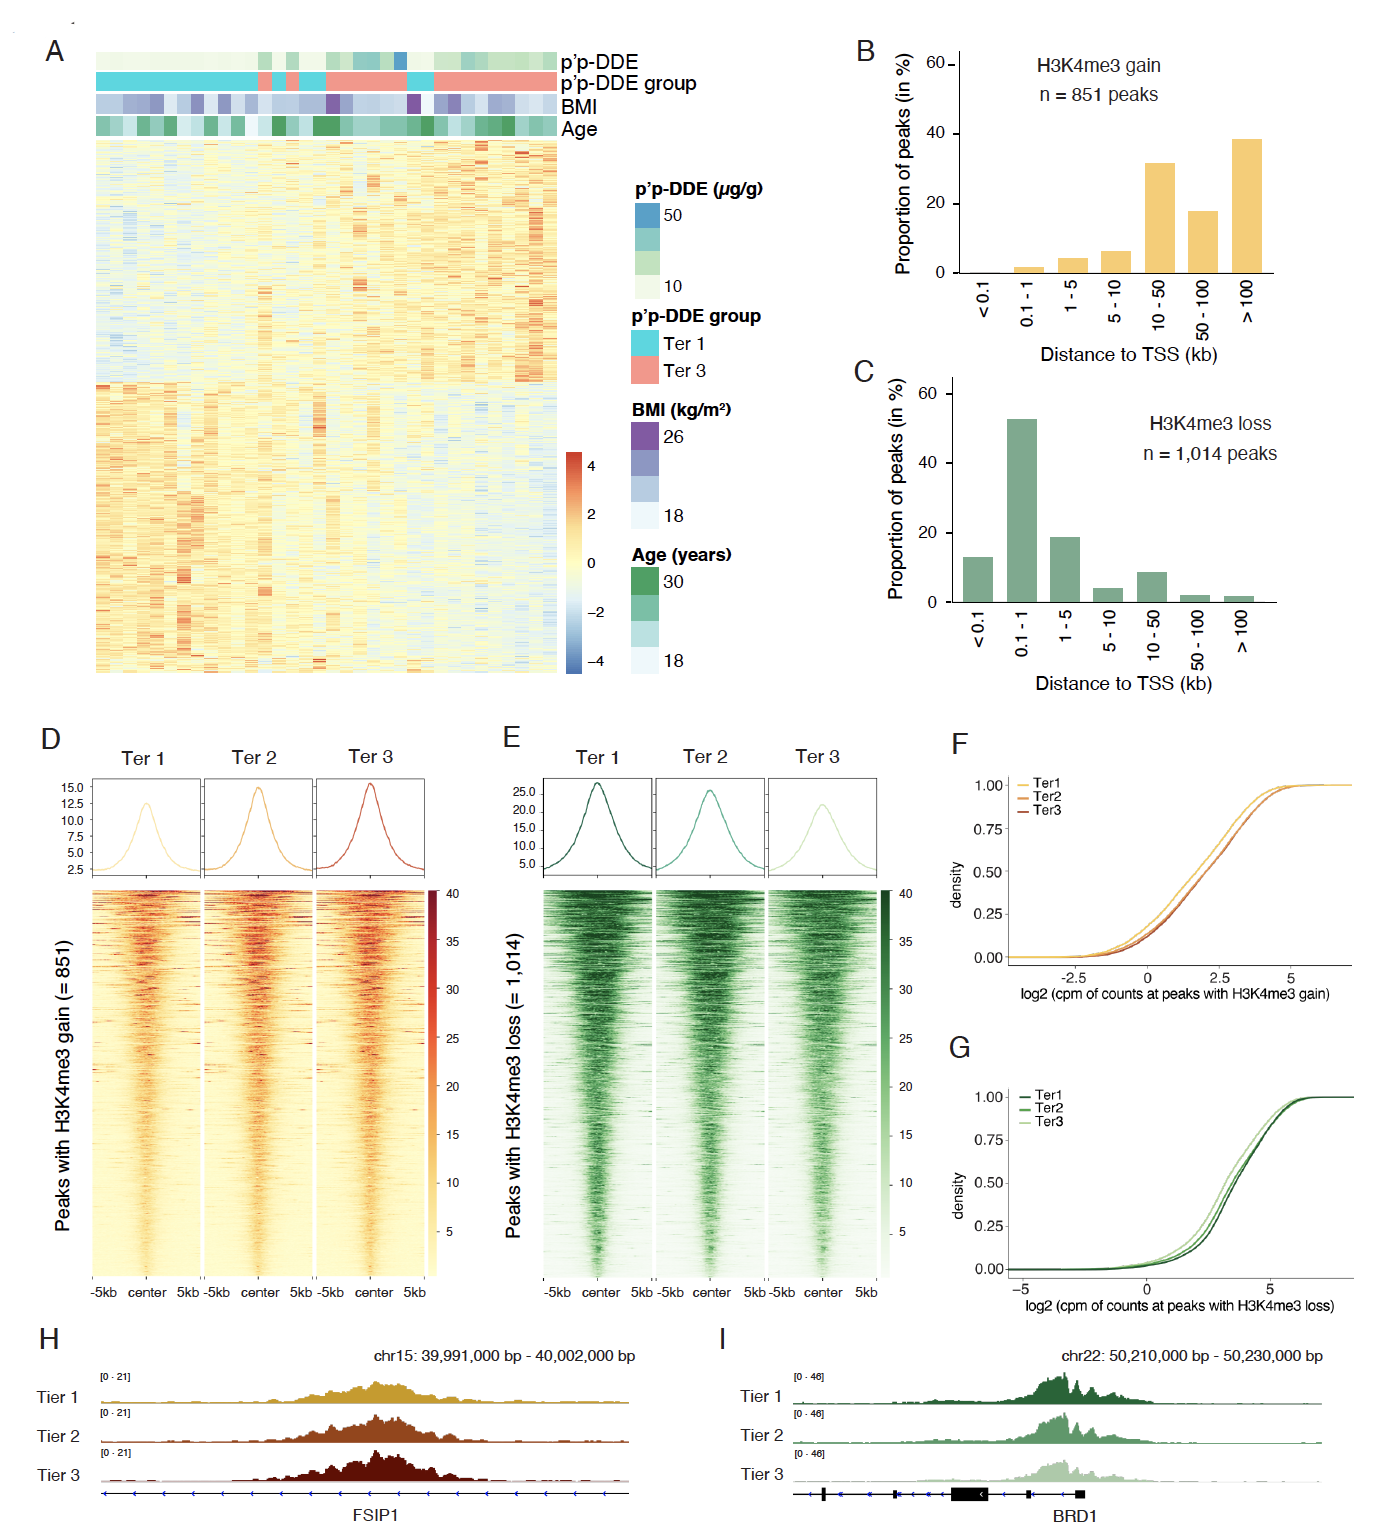 A
p'p-DDE
p'p-DDE group
BMI
Age
p'p-DDE (µg/g)
50
10
p'p-DDE group
Ter 1
Ter 3
BMI (kg/m²)
26
18
Age (years)
30
18
4
2
0
−2
−4
B
Proportion of peaks (in %)
60
40
20
0
H3K4me3 gain
n = 851 peaks
< 0.1
0.1 - 1
1 - 5
5 - 10
10 - 50
50 - 100
> 100
Distance to TSS (kb)
C
Proportion of peaks (in %)
60
40
20
0
H3K4me3 loss
n = 1,014 peaks
< 0.1
0.1 - 1
1 - 5
5 - 10
10 - 50
50 - 100
> 100
Distance to TSS (kb)
D
Ter 1 Ter 2 Ter 3
15.0
12.5
10.0
7.5
5.0
2.5
Peaks with H3K4me3 gain (= 851)
40
35
30
25
20
15
10
5
-5kb center 5kb -5kb center 5kb -5kb center 5kb
E
Ter 1 Ter 2 Ter 3
25.0
20.0
15.0
10.0
5.0
Peaks with H3K4me3 loss (= 1,014)
40
35
30
25
20
15
10
5
-5kb center 5kb -5kb center 5kb -5kb center 5kb
F
Ter1
Ter2
Ter3
density
1.00
0.75
0.50
0.25
0.00
-2.5 0 2.5 5
log2 (cpm of counts at peaks with H3K4me3 gain)
G
Ter1
Ter2
Ter3
density
1.00
0.75
0.50
0.25
0.00
−5 0 5
log2 (cpm of counts at peaks with H3K4me3 loss)
H
chr15: 39,991,000 bp - 40,002,000 bp
[0 - 21]
Tier 1
[0 - 21]
Tier 2
[0 - 21]
Tier 3
FSIP1
I
chr22: 50,210,000 bp - 50,230,000 bp
[0 - 46]
Tier 1
[0 - 46]
Tier 2
[0 - 46]
Tier 3
BRD1